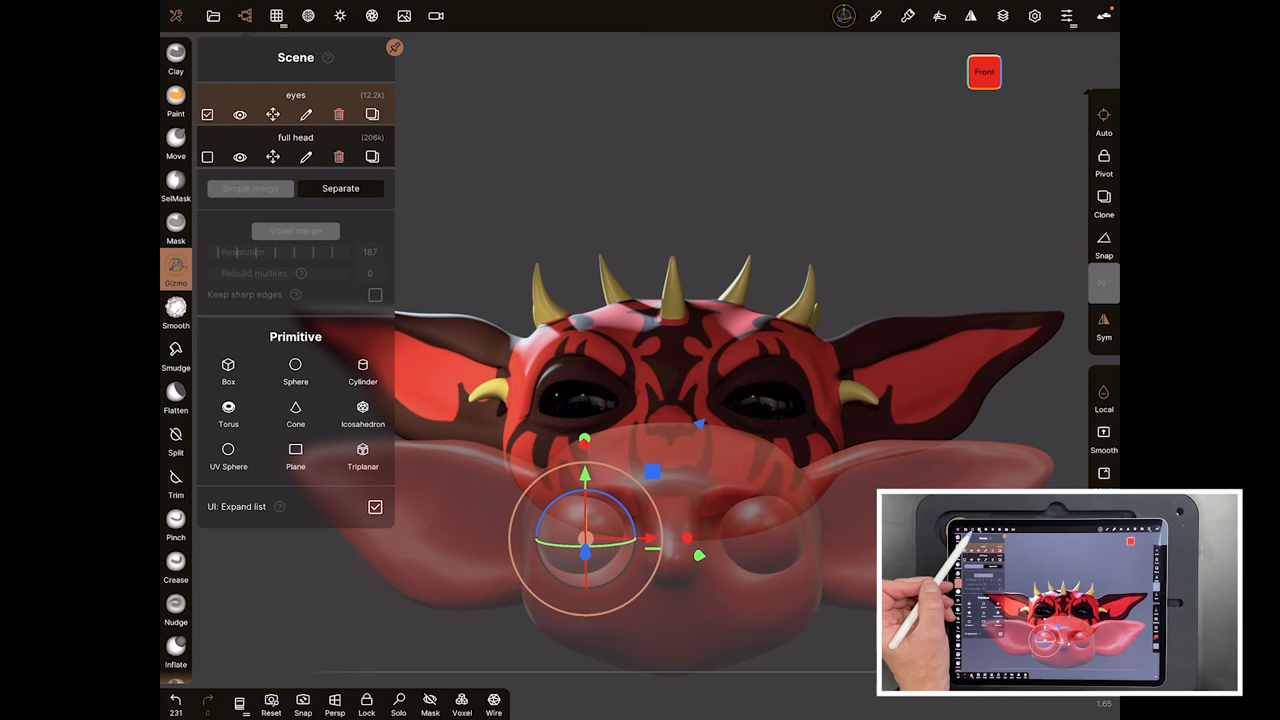 Scene
eyes (12.2k)
full head (206k)
Simple merge Separate
Voxel merge
Resolution 187
Rebuild multires 0
Keep sharp edges
Primitive
Box Sphere Cylinder
Torus Cone Icosahedron
UV Sphere Plane Triplanar
UI: Expand list
Clay
Paint
Move
SelMask
Mask
Gizmo
Smooth
Smudge
Flatten
Split
Trim
Pinch
Crease
Nudge
Inflate
Front
Auto
Pivot
Clone
Snap
90°
Sym
Local
Smooth
231 0 Reset Snap Persp Lock Solo Mask Voxel Wire
1.65